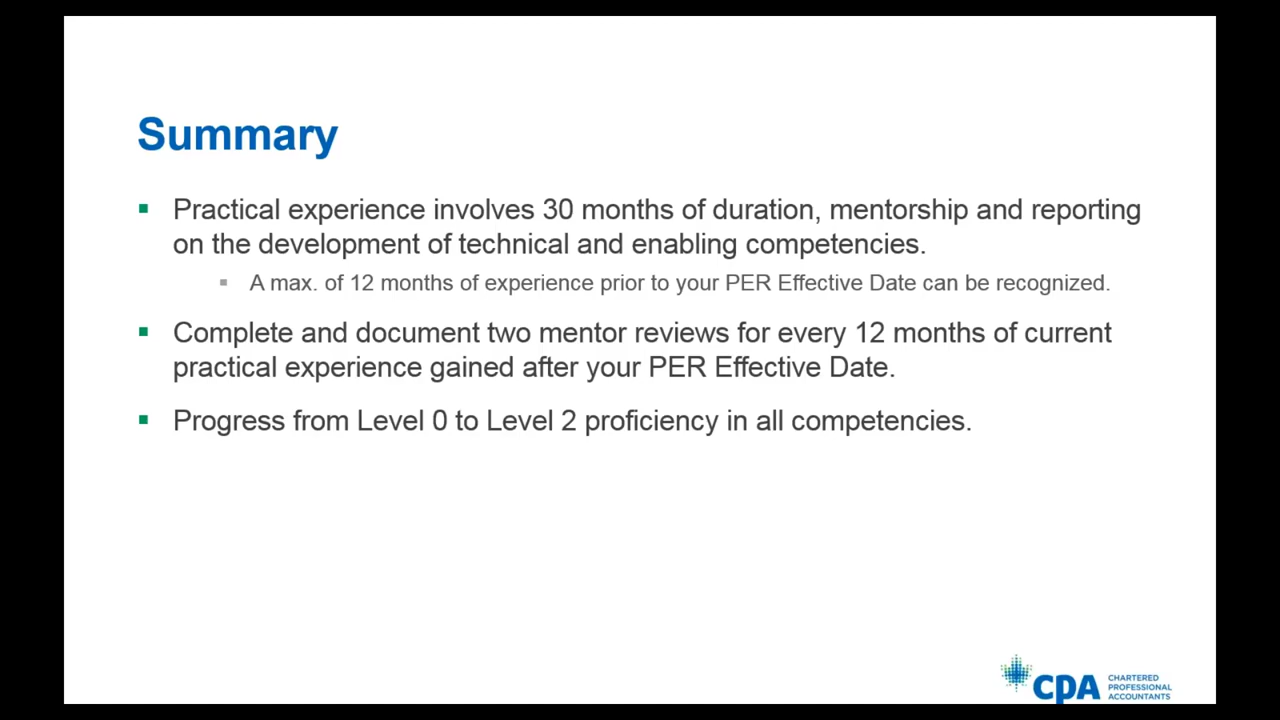 Summary
▪ Practical experience involves 30 months of duration, mentorship and reporting
on the development of technical and enabling competencies.
▪ A max. of 12 months of experience prior to your PER Effective Date can be recognized.
▪ Complete and document two mentor reviews for every 12 months of current
practical experience gained after your PER Effective Date.
▪ Progress from Level 0 to Level 2 proficiency in all competencies.
CPA
CHARTERED
PROFESSIONAL
ACCOUNTANTS